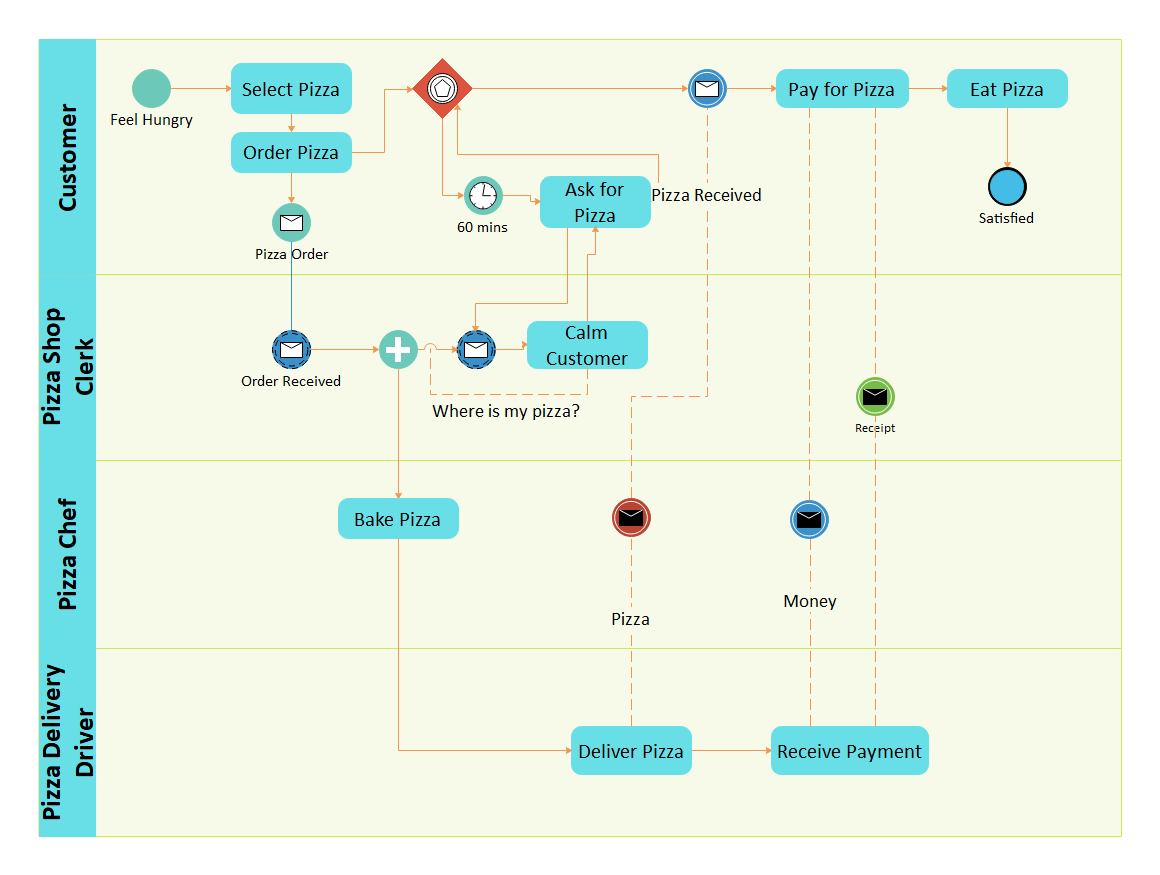 Customer
Select Pizza
Pay for Pizza
Eat Pizza
Feel Hungry
Order Pizza
Ask for
Pizza
Pizza Received
60 mins
Satisfied
Pizza Order
Pizza Shop
Clerk
Calm
Customer
Order Received
Where is my pizza?
Receipt
Pizza Chef
Bake Pizza
Money
Pizza
Pizza Delivery
Driver
Deliver Pizza
Receive Payment